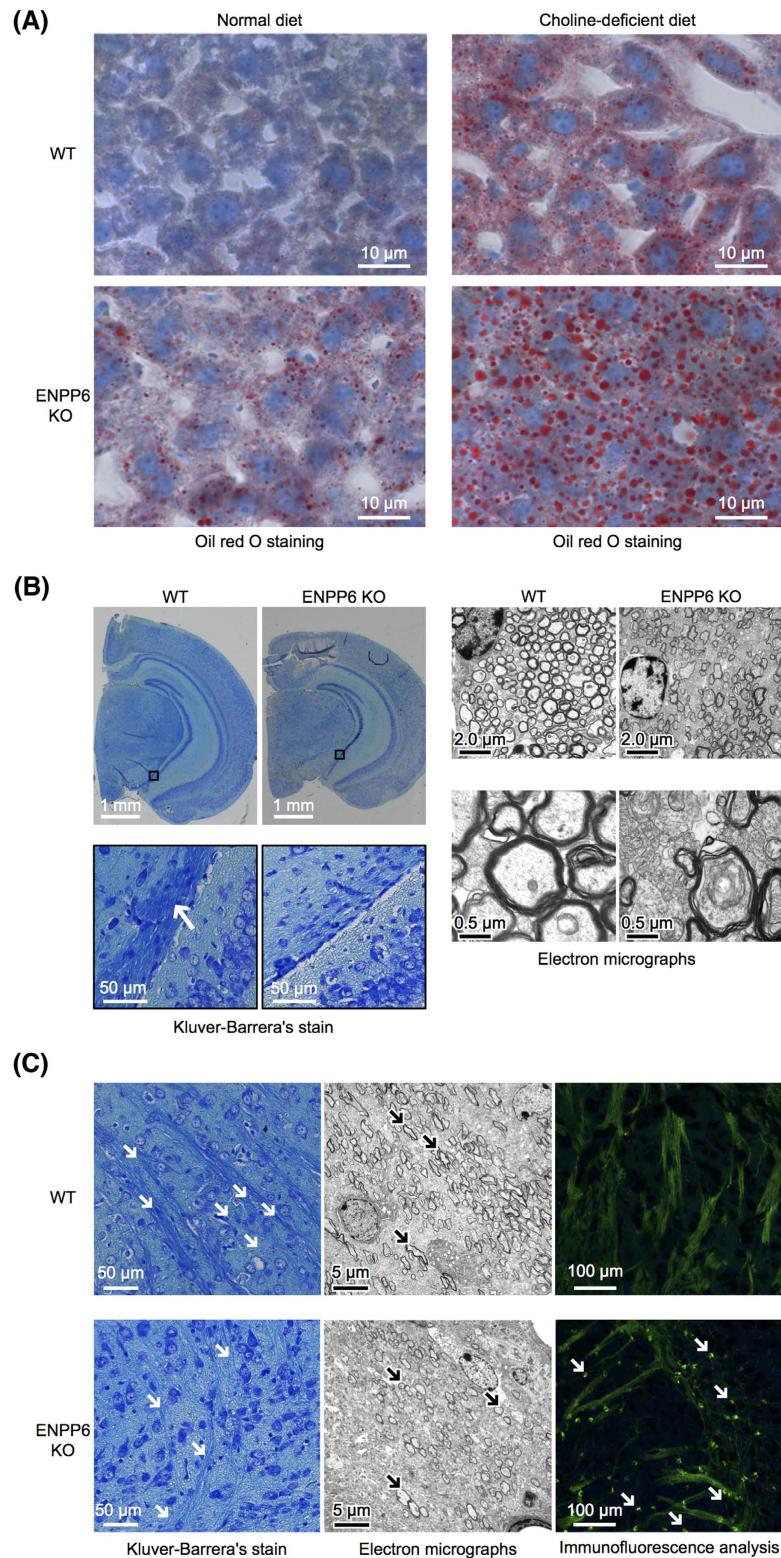 (A)
Normal diet
Choline-deficient diet
WT
10 µm
10 µm
ENPP6
KO
10 µm
10 µm
Oil red O staining
Oil red O staining
(B)
WT
ENPP6 KO
WT
ENPP6 KO
2.0 µm
2.0 µm
1 mm
1 mm
0.5 µm
0.5 µm
Electron micrographs
50 µm
50 µm
Kluver-Barrera's stain
(C)
WT
50 µm
5 µm
100 µm
ENPP6
KO
50 µm
5 µm
100 µm
Kluver-Barrera's stain
Electron micrographs
Immunofluorescence analysis